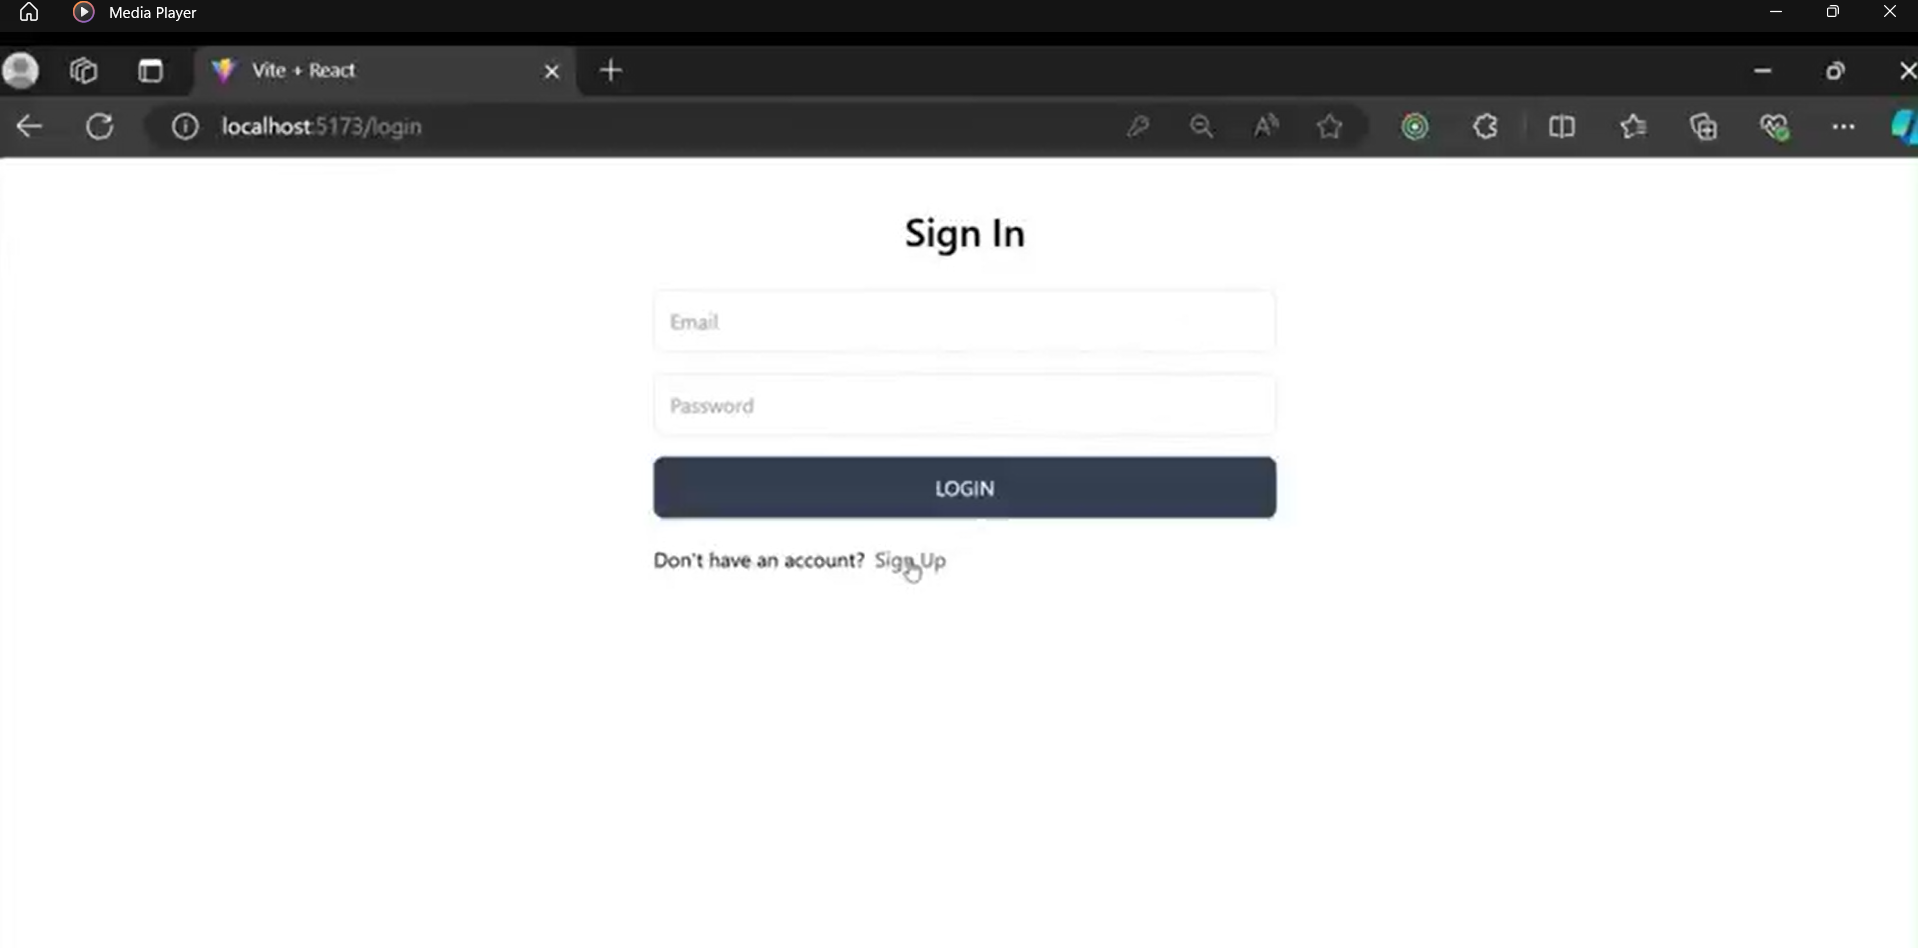 Media Player
Vite + React
localhost:5173/login
Sign In
Email
Password
LOGIN
Don't have an account? Sign Up